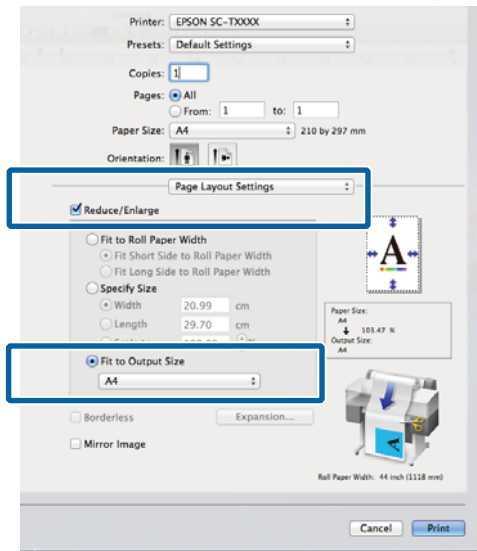 Printer: EPSON SC-TXXXX
Presets: Default Settings
Copies: 1
Pages: All
From: 1 to: 1
Paper Size: A4 210 by 297 mm
Orientation:
Page Layout Settings
Reduce/Enlarge
Fit to Roll Paper Width
Fit Short Side to Roll Paper Width
Fit Long Side to Roll Paper Width
Specify Size
Width 20.99 cm
Length 29.70 cm
A
Paper Size:
A4
103.47 %
Output Size:
A4
Fit to Output Size
A4
Borderless Expansion...
Mirror Image
A
Roll Paper Width: 44 inch (1118 mm)
Cancel Print